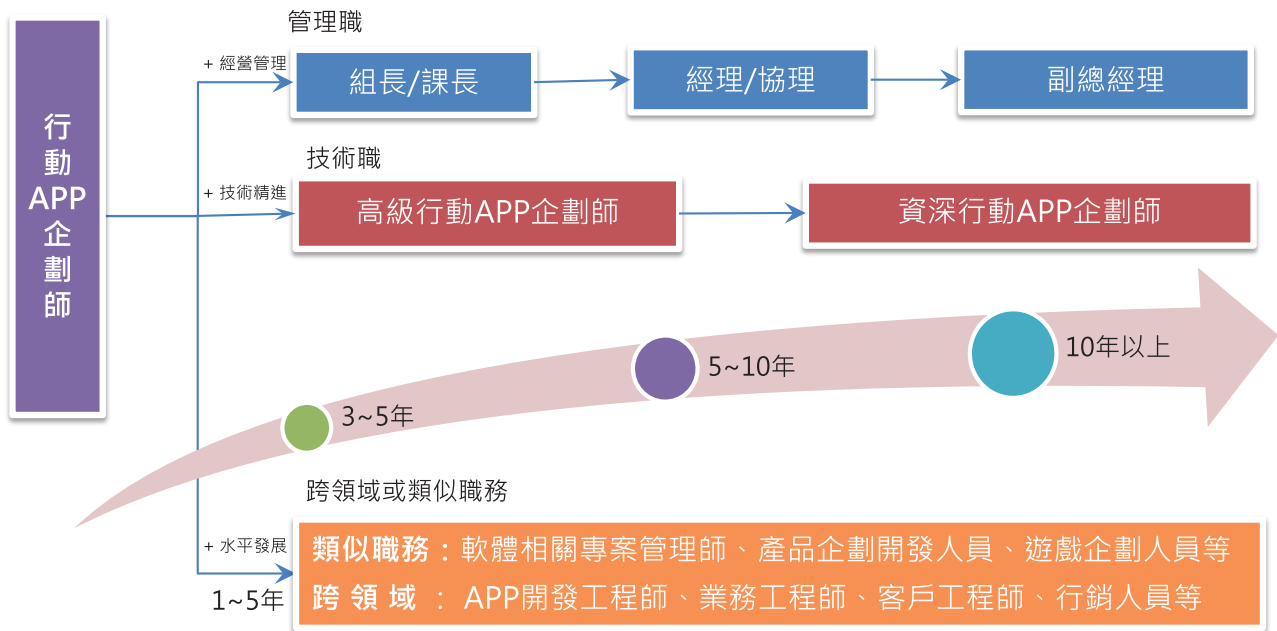 行動APP企劃師
管理職
+ 經營管理
組長/課長
經理/協理
副總經理
技術職
+ 技術精進
高級行動APP企劃師
資深行動APP企劃師
10年以上
5~10年
3~5年
跨領域或類似職務
+ 水平發展
1~5年
類似職務：軟體相關專案管理師、產品企劃開發人員、遊戲企劃人員等
跨 領 域 ： APP開發工程師、業務工程師、客戶工程師、行銷人員等